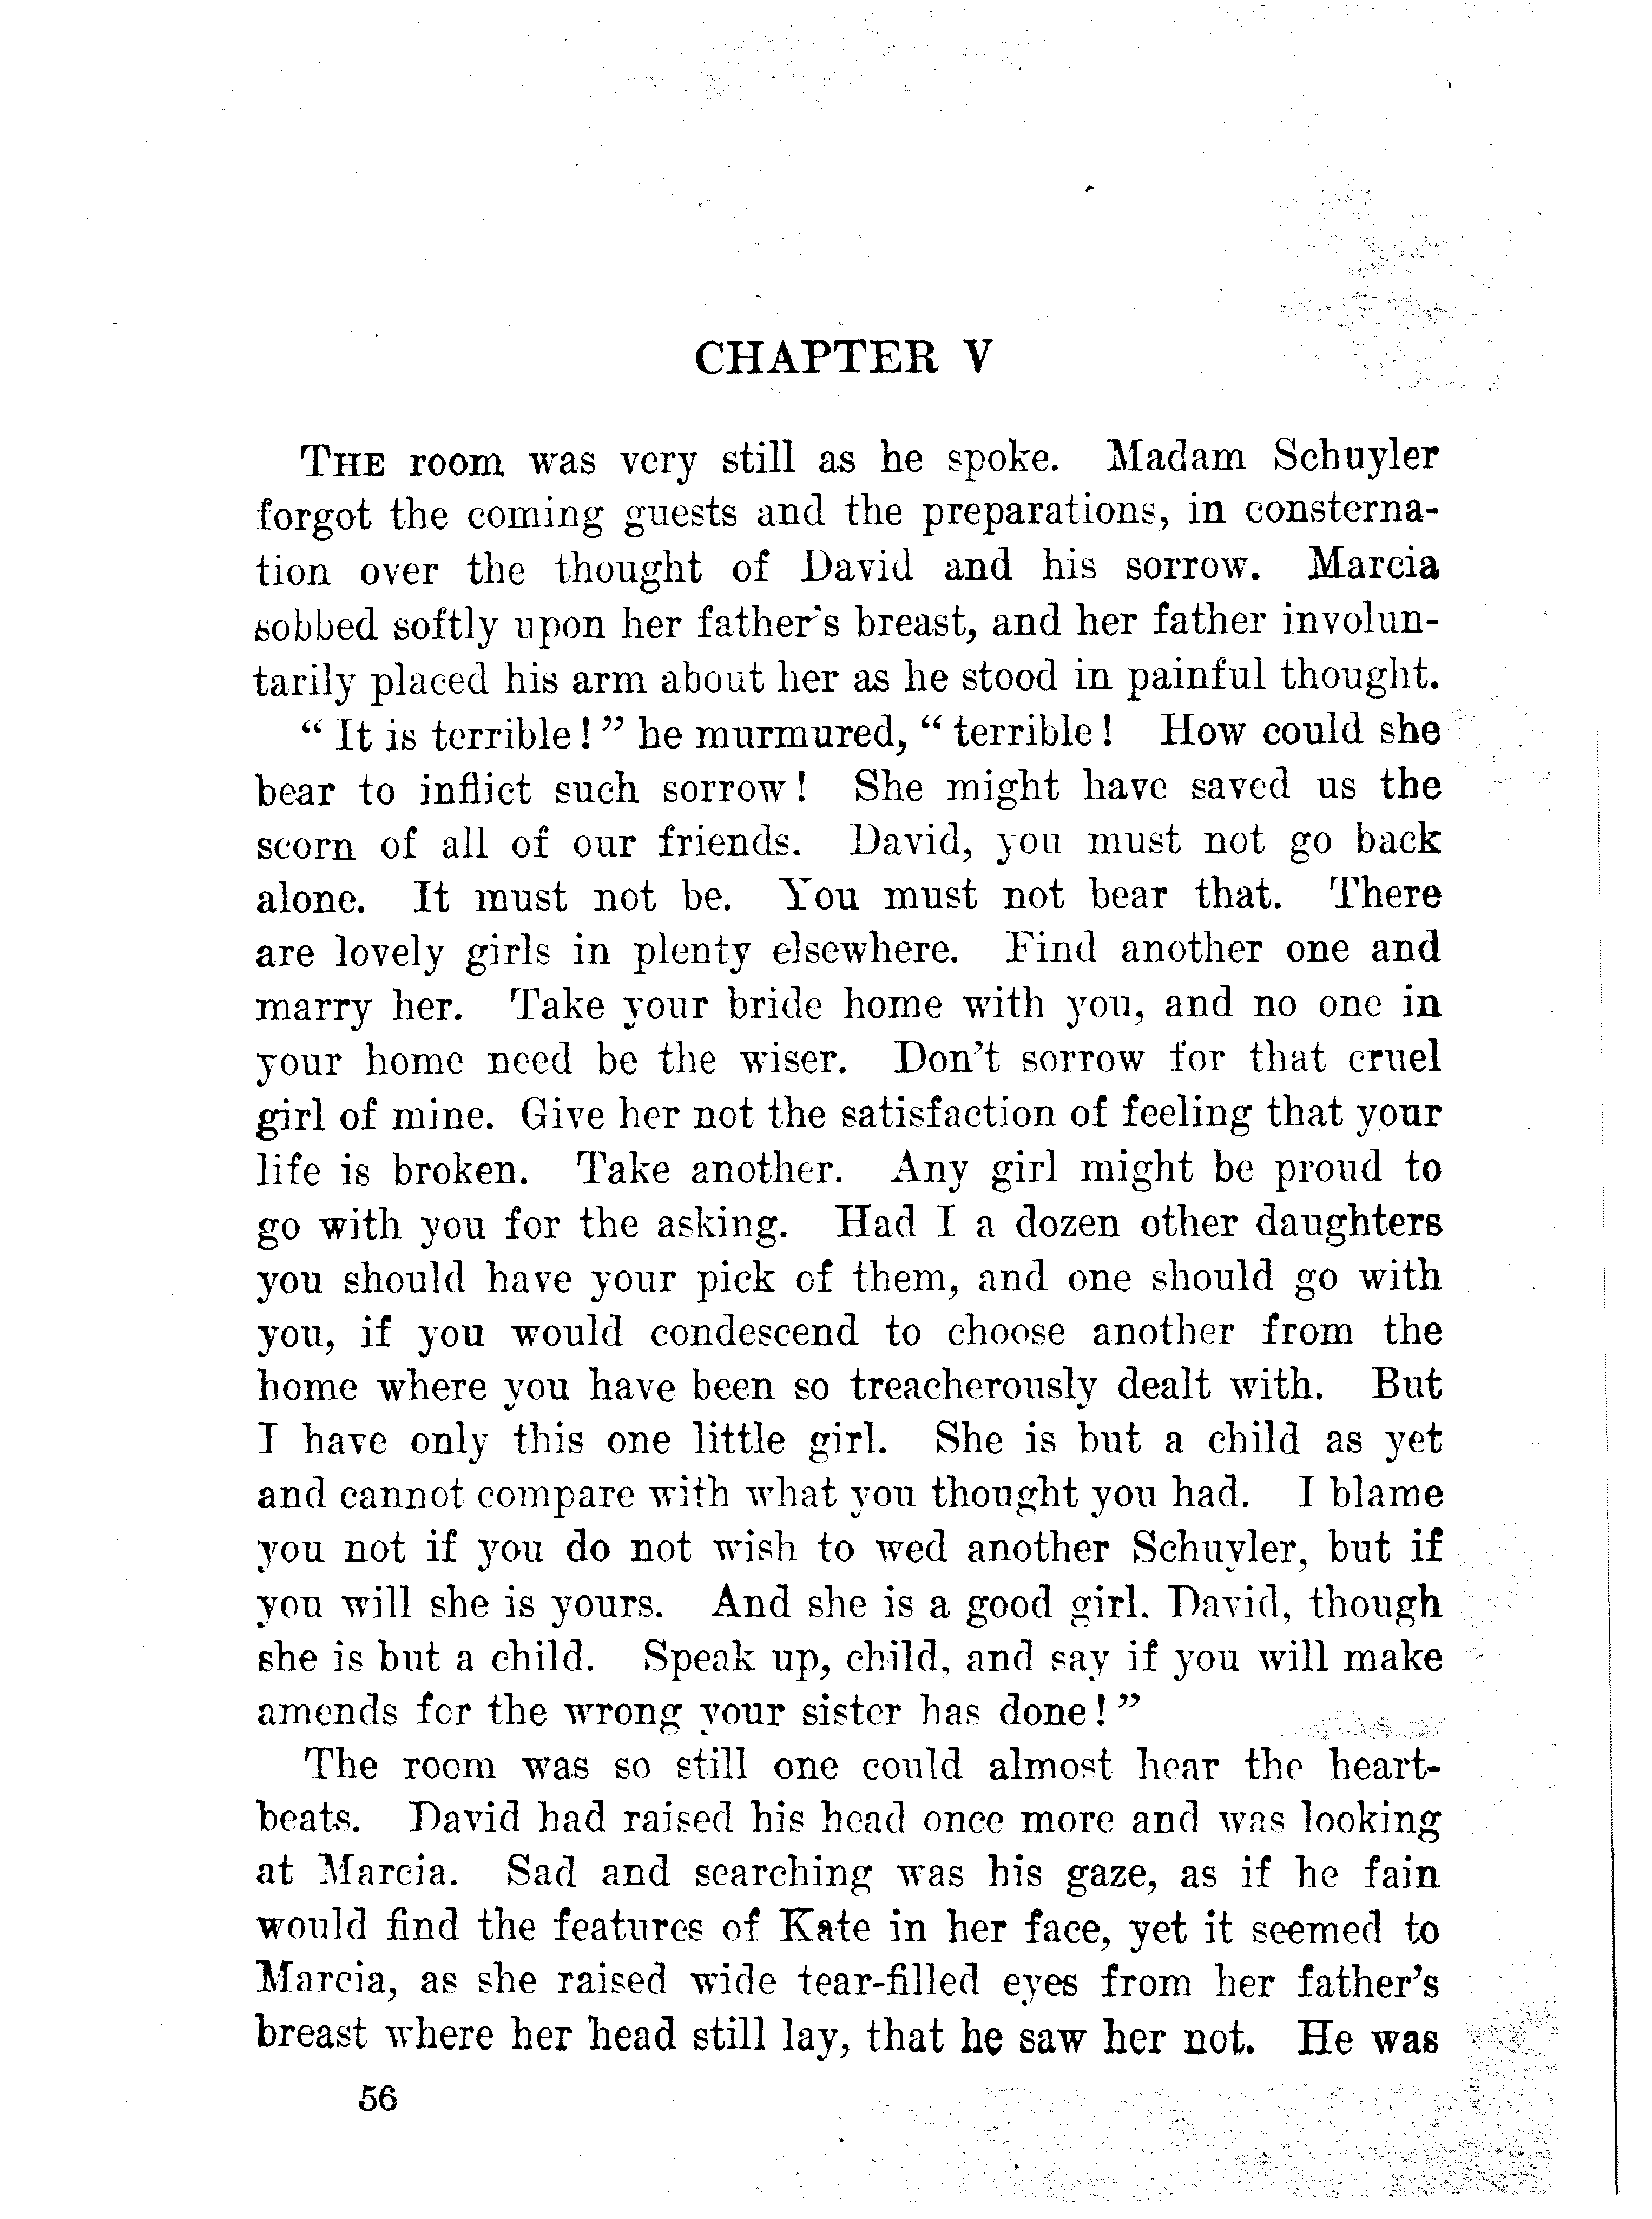 CHAPTER V
THE room was very still as he spoke. Madam Schuyler
forgot the coming guests and the preparations, in consterna-
tion over the thought of David and his sorrow. Marcia
sobbed softly upon her father's breast, and her father involun-
tarily placed his arm about her as he stood in painful thought.
" It is terrible ! " he murmured, " terrible ! How could she
bear to inflict such sorrow ! She might have saved us the
scorn of all of our friends. David, you must not go back
alone. It must not be. You must not bear that. There
are lovely girls in plenty elsewhere. Find another one and
marry her. Take your bride home with you, and no one in
your home need be the wiser. Don't sorrow for that cruel
girl of mine. Give her not the satisfaction of feeling that your
life is broken. Take another. Any girl might be proud to
go with you for the asking. Had I a dozen other daughters
you should have your pick of them, and one should go with
you, if you would condescend to choose another from the
home where you have been so treacherously dealt with. But
I have only this one little girl. She is but a child as yet
and cannot compare with what you thought you had. I blame
you not if you do not wish to wed another Schuyler, but if
you will she is yours. And she is a good girl. David, though
she is but a child. Speak up, child, and say if you will make
amends for the wrong your sister has done ! "
The room was so still one could almost hear the heart-
beats. David had raised his head once more and was looking
at Marcia. Sad and searching was his gaze, as if he fain
would find the features of Kate in her face, yet it seemed to
Marcia, as she raised wide tear-filled eyes from her father's
breast where her head still lay, that he saw her not. He was
56